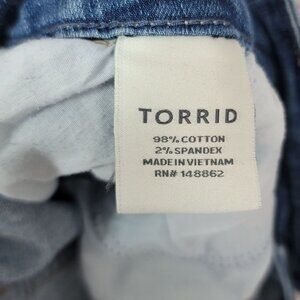 TORRID
98% COTTON
2% SPANDEX
MADE IN VIETNAM
RN# 148862